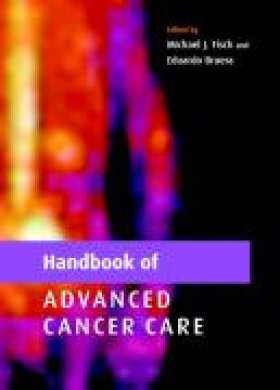 Edited by
Michael J. Fisch and
Eduardo Bruera
Handbook of
ADVANCED
CANCER CARE